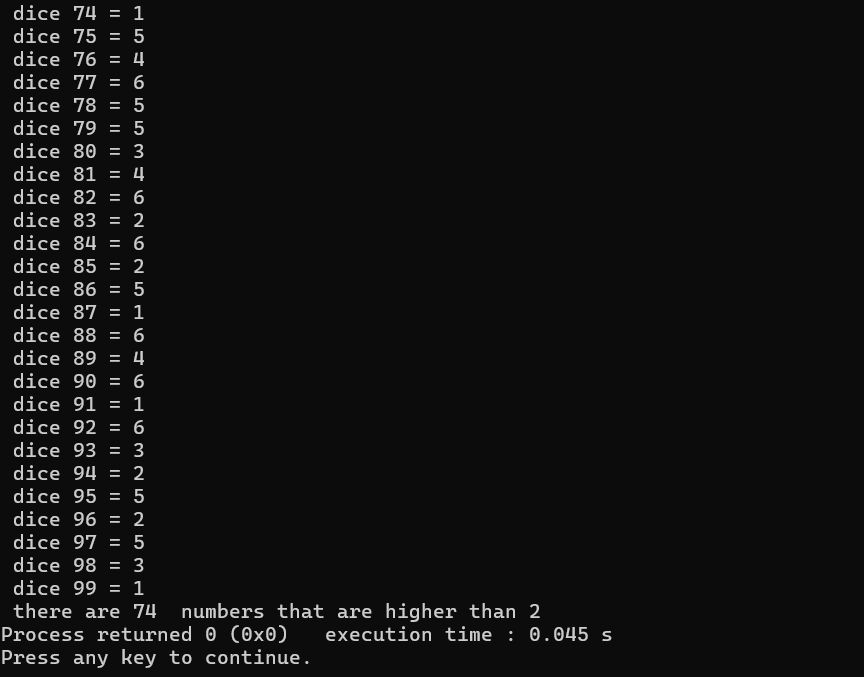 dice 74 = 1
dice 75 = 5
dice 76 = 4
dice 77 = 6
dice 78 = 5
dice 79 = 5
dice 80 = 3
dice 81 = 4
dice 82 = 6
dice 83 = 2
dice 84 = 6
dice 85 = 2
dice 86 = 5
dice 87 = 1
dice 88 = 6
dice 89 = 4
dice 90 = 6
dice 91 = 1
dice 92 = 6
dice 93 = 3
dice 94 = 2
dice 95 = 5
dice 96 = 2
dice 97 = 5
dice 98 = 3
dice 99 = 1
there are 74  numbers that are higher than 2
Process returned 0 (0x0)   execution time : 0.045 s
Press any key to continue.